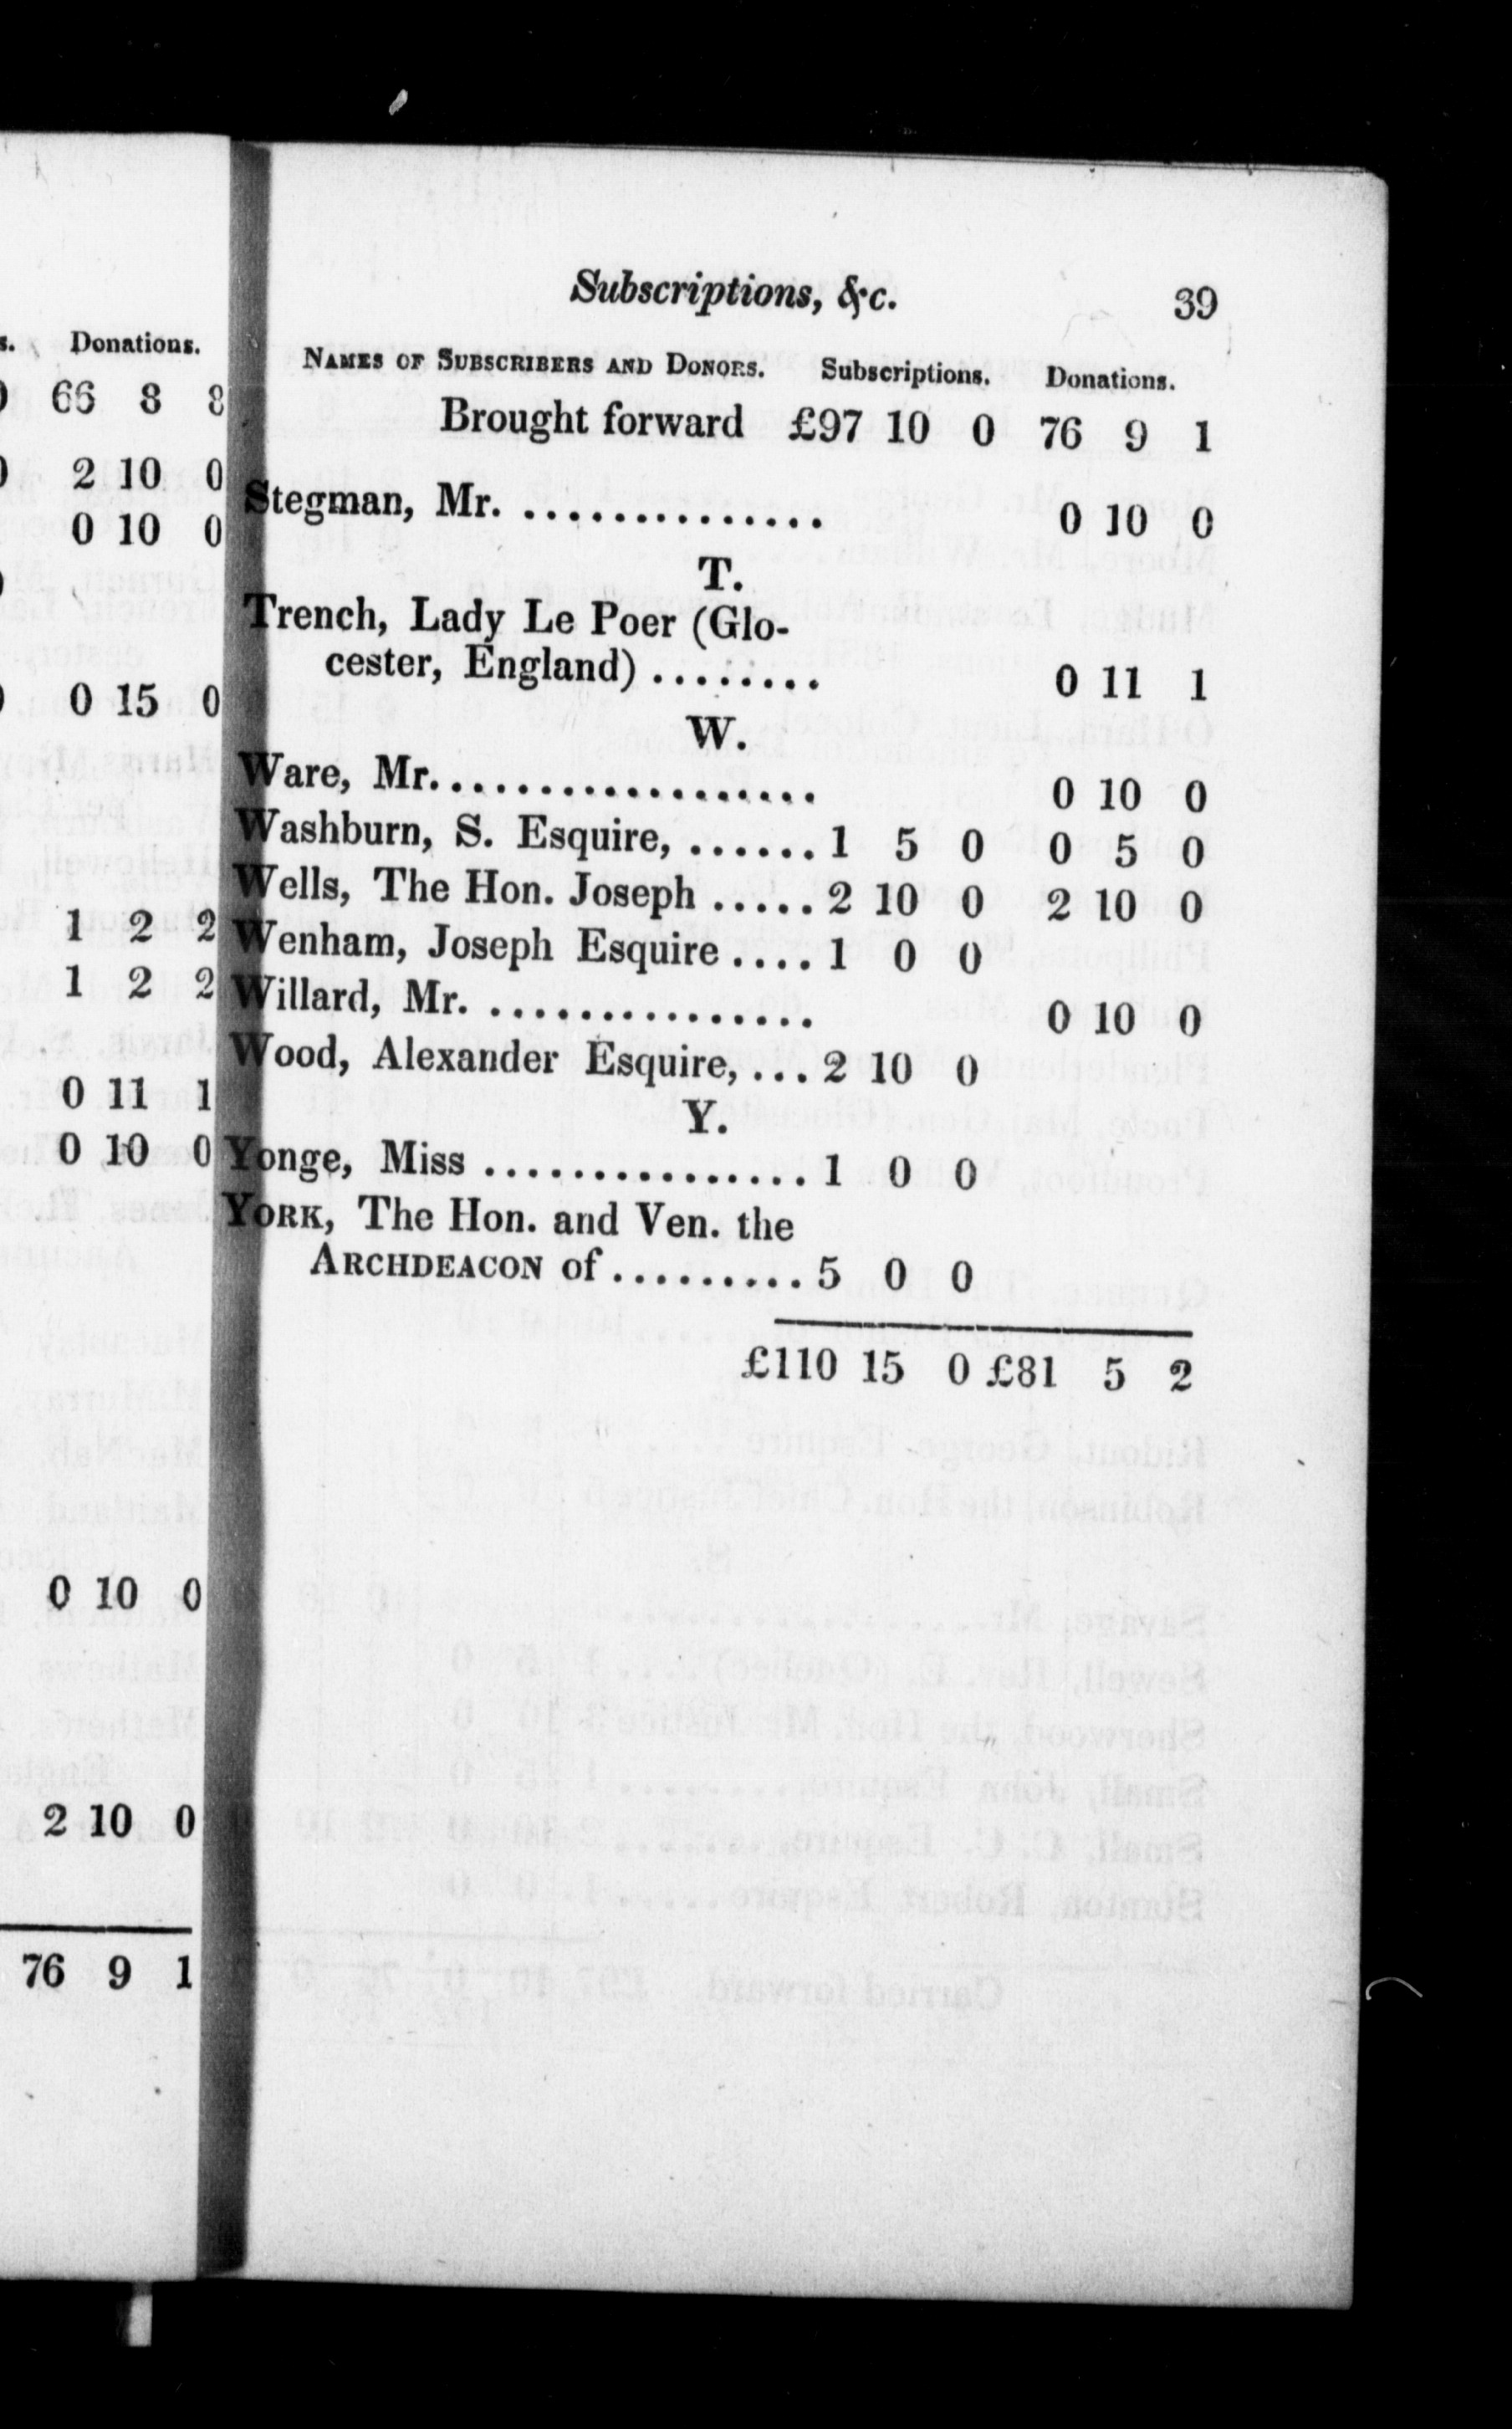 s. Donations.
66 8 8
2 10 0
0 10 0
0 15 0
1 2 2
1 2 2
0 11 1
0 10 0
0 10 0
2 10 0
76 9 1
Subscriptions, &c. 39
NAMES OF SUBSCRIBERS AND DONORS. Subscriptions. Donations.
Brought forward £97 10 0 76 9 1
Stegman, Mr. ............... 0 10 0
T.
Trench, Lady Le Poer (Glo-
cester, England) ........ 0 11 1
W.
Ware, Mr. .................. 0 10 0
Washburn, S. Esquire, ...... 1 5 0 0 5 0
Wells, The Hon. Joseph ..... 2 10 0 2 10 0
Wenham, Joseph Esquire .... 1 0 0
Willard, Mr. ............... 0 10 0
Wood, Alexander Esquire, ... 2 10 0
Y.
Yonge, Miss ............... 1 0 0
YORK, The Hon. and Ven. the
ARCHDEACON of ......... 5 0 0
£110 15 0 £81 5 2